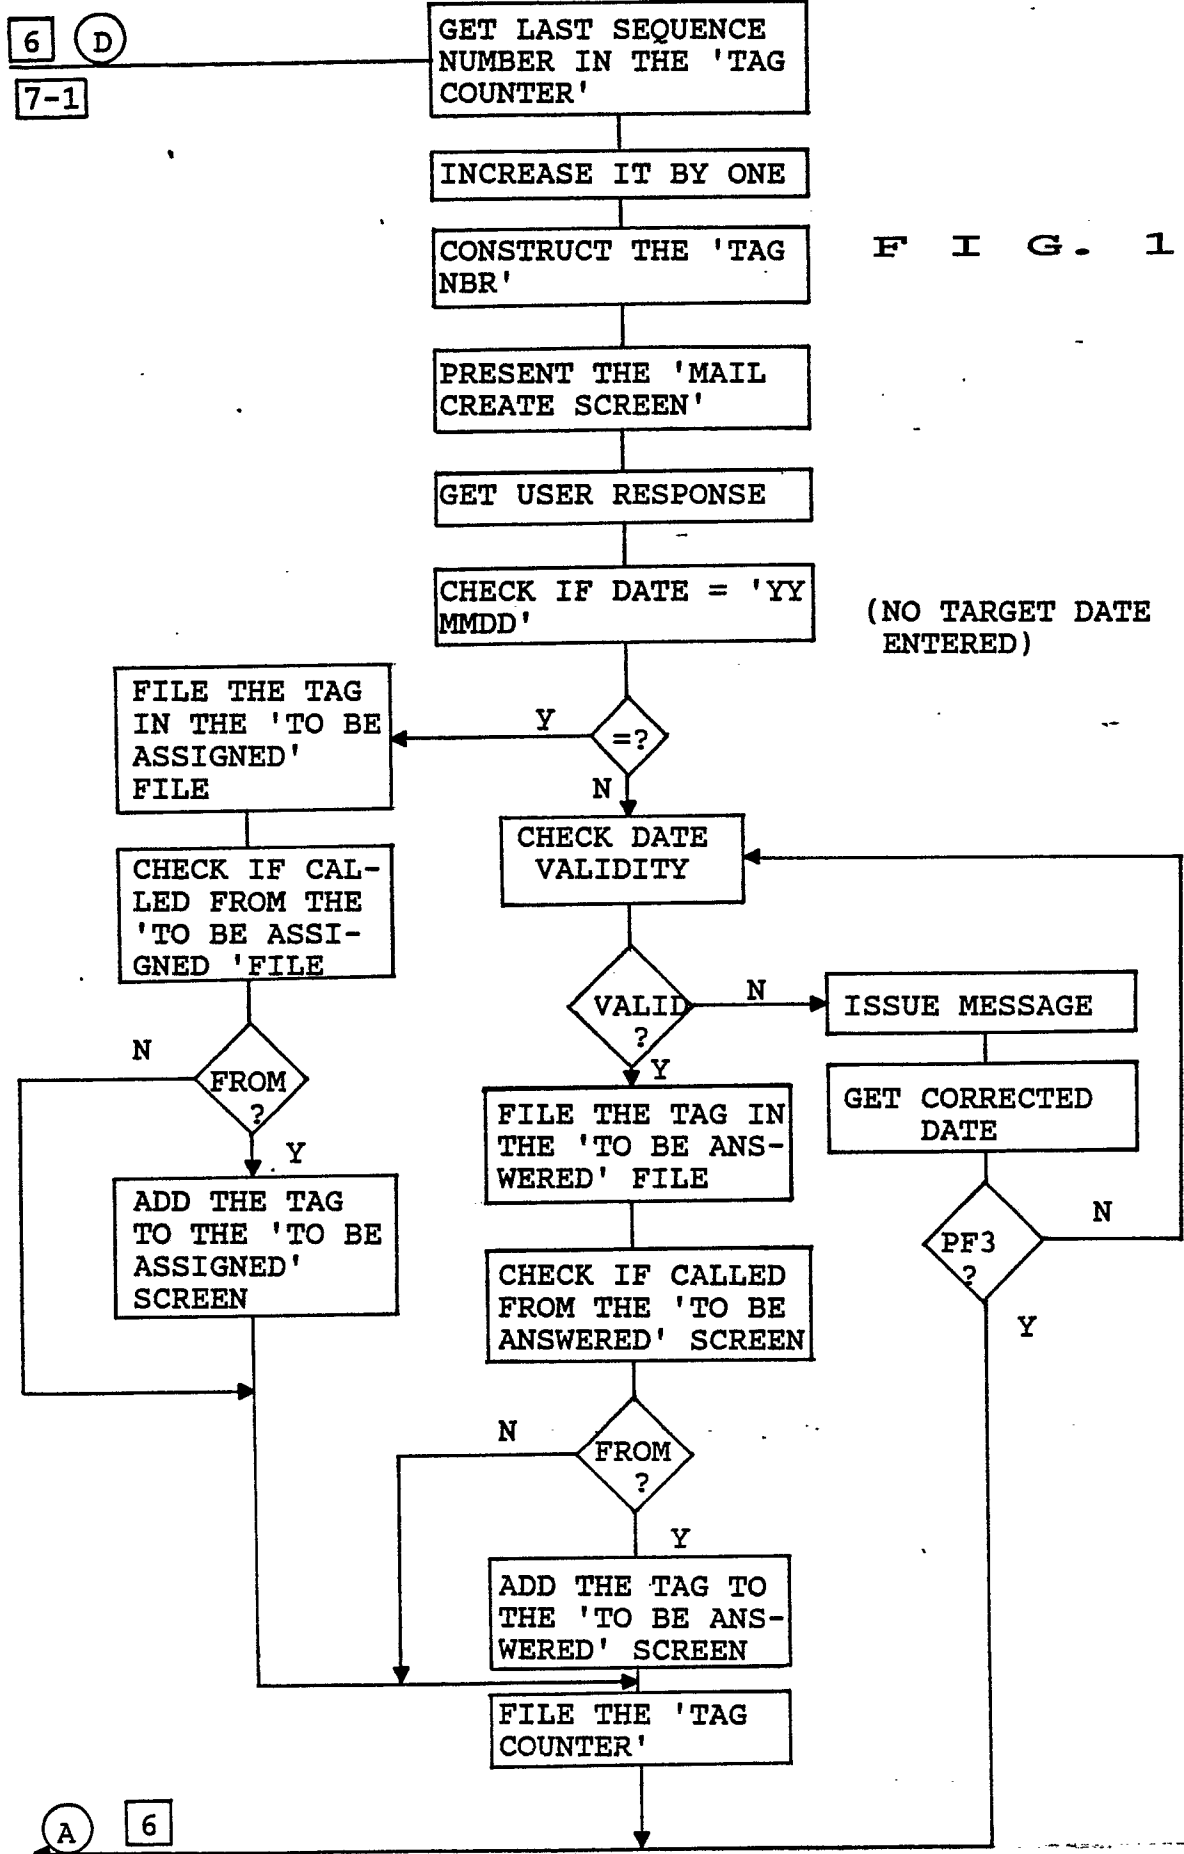 6 D
7-1
GET LAST SEQUENCE
NUMBER IN THE 'TAG
COUNTER'
INCREASE IT BY ONE
CONSTRUCT THE 'TAG
NBR'
F I G. 1
PRESENT THE 'MAIL
CREATE SCREEN'
GET USER RESPONSE
CHECK IF DATE = 'YY
MMDD'
(NO TARGET DATE
ENTERED)
=?
Y
N
FILE THE TAG
IN THE 'TO BE
ASSIGNED'
FILE
CHECK IF CAL-
LED FROM THE
'TO BE ASSI-
GNED 'FILE
FROM
?
N
Y
ADD THE TAG
TO THE 'TO BE
ASSIGNED'
SCREEN
CHECK DATE
VALIDITY
VALID
?
N
Y
ISSUE MESSAGE
GET CORRECTED
DATE
PF3
?
N
Y
FILE THE TAG IN
THE 'TO BE ANS-
WERED' FILE
CHECK IF CALLED
FROM THE 'TO BE
ANSWERED' SCREEN
FROM
?
N
Y
ADD THE TAG TO
THE 'TO BE ANS-
WERED' SCREEN
FILE THE 'TAG
COUNTER'
A 6